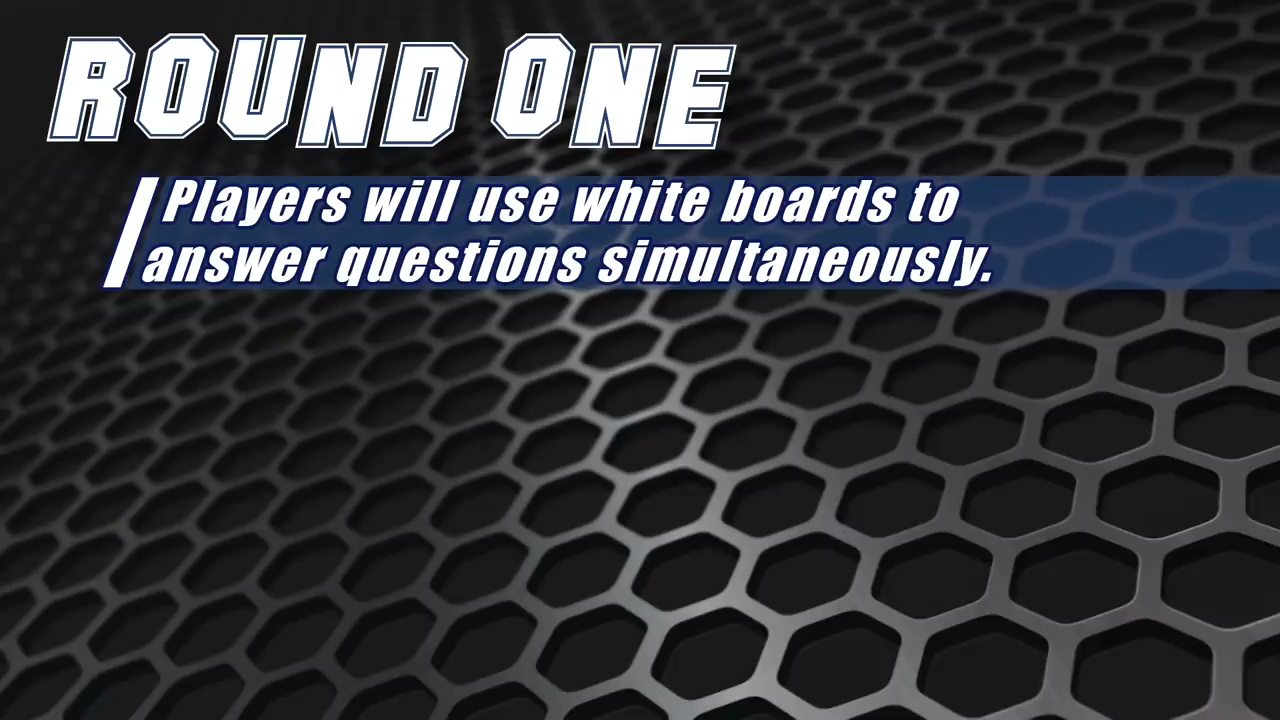 ROUND ONE
Players will use white boards to
answer questions simultaneously.